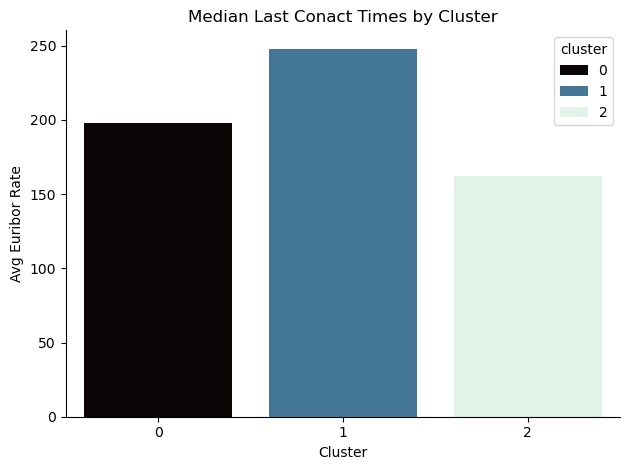 Median Last Conact Times by Cluster
cluster
0
1
2
250
200
150
100
50
0
Avg Euribor Rate
0 1 2
Cluster